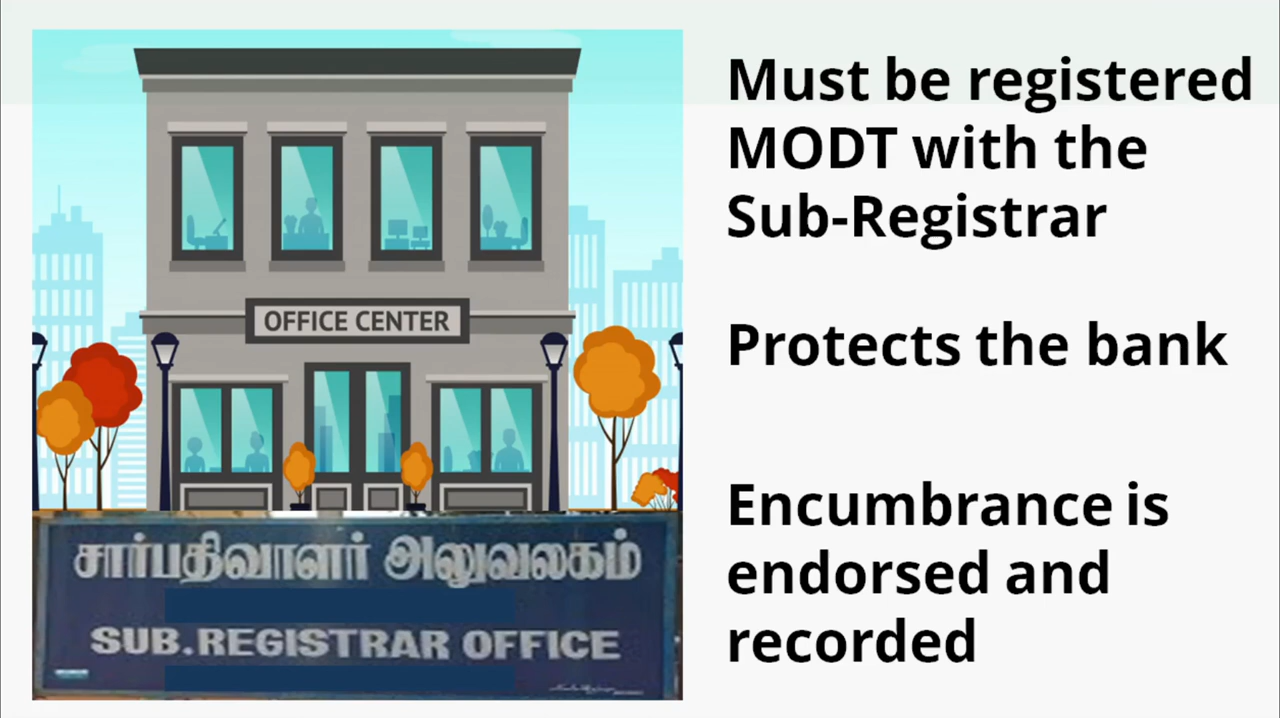 Must be registered
MODT with the
Sub-Registrar
Protects the bank
Encumbrance is
endorsed and
recorded
OFFICE CENTER
சார்பதிவாளர் அலுவலகம்
SUB.REGISTRAR OFFICE